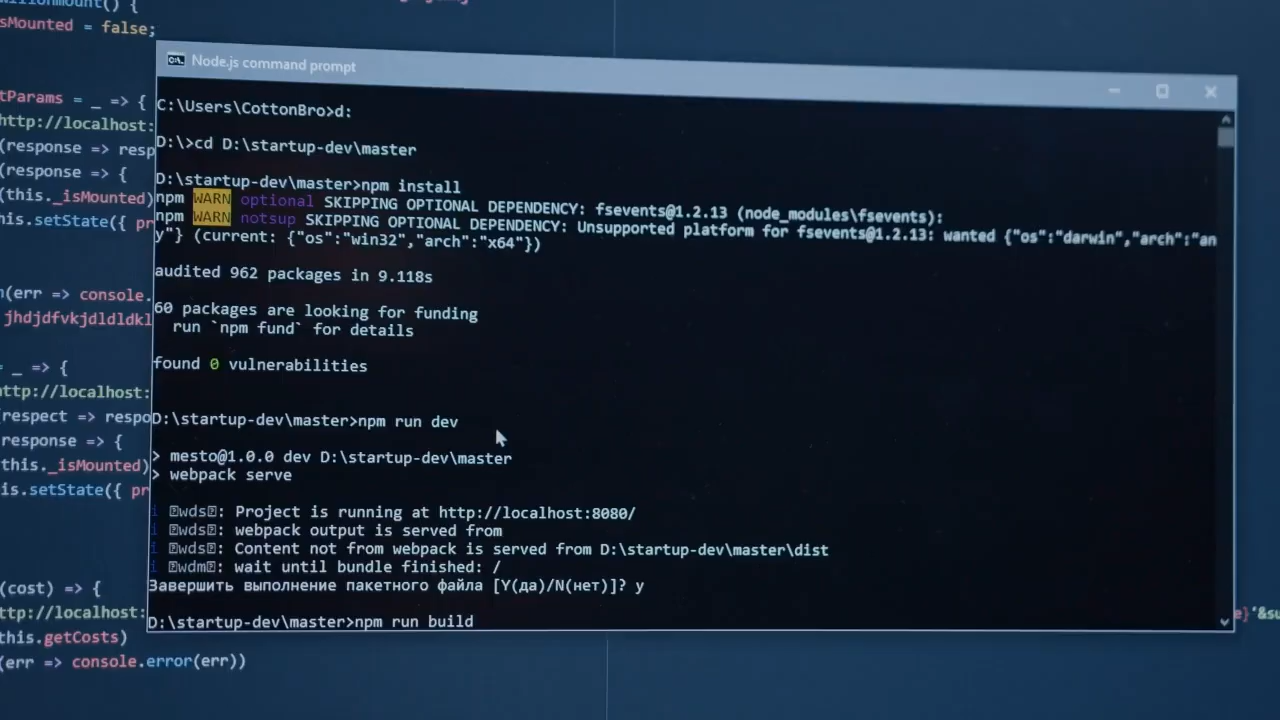 llonmount() {
sMounted = false;
tParams = _ => {
http://localhost:
(response => resp
(response => {
(this._isMounted)
his.setState({ pr
n(err => console.
jhdjdfvkjdldldkl
= _ => {
ttp://localhost:
(respect => respo
response => {
this._isMounted)
is.setState({ pr
(cost) => {
ttp://localhost:
this.getCosts)
(err => console.error(err))
Node.js command prompt
C:\Users\CottonBro>d:
D:\>cd D:\startup-dev\master
D:\startup-dev\master>npm install
npm WARN optional SKIPPING OPTIONAL DEPENDENCY: fsevents@1.2.13 (node_modules\fsevents):
npm WARN notsup SKIPPING OPTIONAL DEPENDENCY: Unsupported platform for fsevents@1.2.13: wanted {"os":"darwin","arch":"an
y"} (current: {"os":"win32","arch":"x64"})
audited 962 packages in 9.118s
60 packages are looking for funding
run `npm fund` for details
found 0 vulnerabilities
D:\startup-dev\master>npm run dev
> mesto@1.0.0 dev D:\startup-dev\master
> webpack serve
i ⍰wds⍰: Project is running at http://localhost:8080/
i ⍰wds⍰: webpack output is served from
i ⍰wds⍰: Content not from webpack is served from D:\startup-dev\master\dist
i ⍰wdm⍰: wait until bundle finished: /
Завершить выполнение пакетного файла [Y(да)/N(нет)]? y
D:\startup-dev\master>npm run build
e}'&su